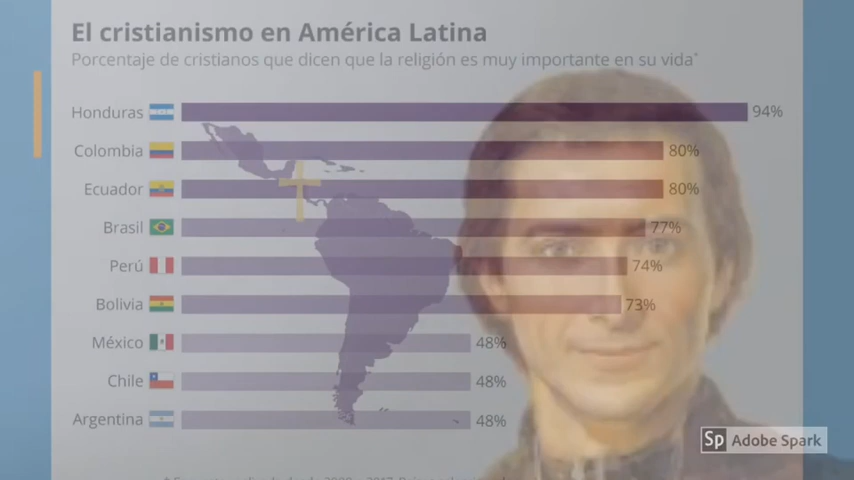 El cristianismo en América Latina
Porcentaje de cristianos que dicen que la religión es muy importante en su vida*
Honduras 94%
Colombia 80%
Ecuador 80%
Brasil 77%
Perú 74%
Bolivia 73%
México 48%
Chile 48%
Argentina 48%
Sp Adobe Spark